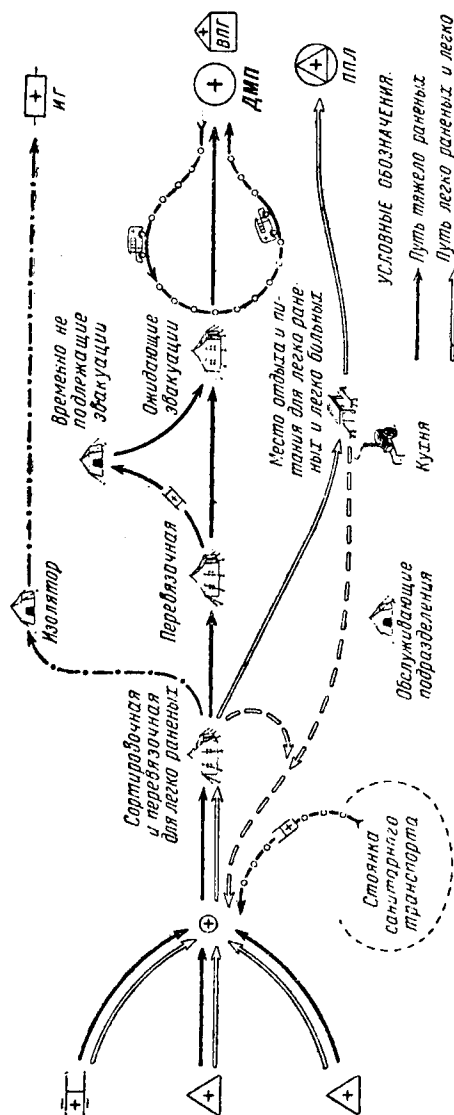 Изолятор
ИГ
Временно не
подлежащие
эвакуации
Сортировочная
и перевязочная
для легко раненых
Перевязочная
Ожидающие
эвакуации
ВПГ
ДМП
Место отдыха и пи-
тания для легко ране-
ных и легко бильных
ППЛ
Кухня
Обслуживающие
подразделения
Стоянка
санитарного
транспорта
УСЛОВНЫЕ ОБОЗНАЧЕНИЯ.
Путь тяжело раненых
Путь легко раненых и легко